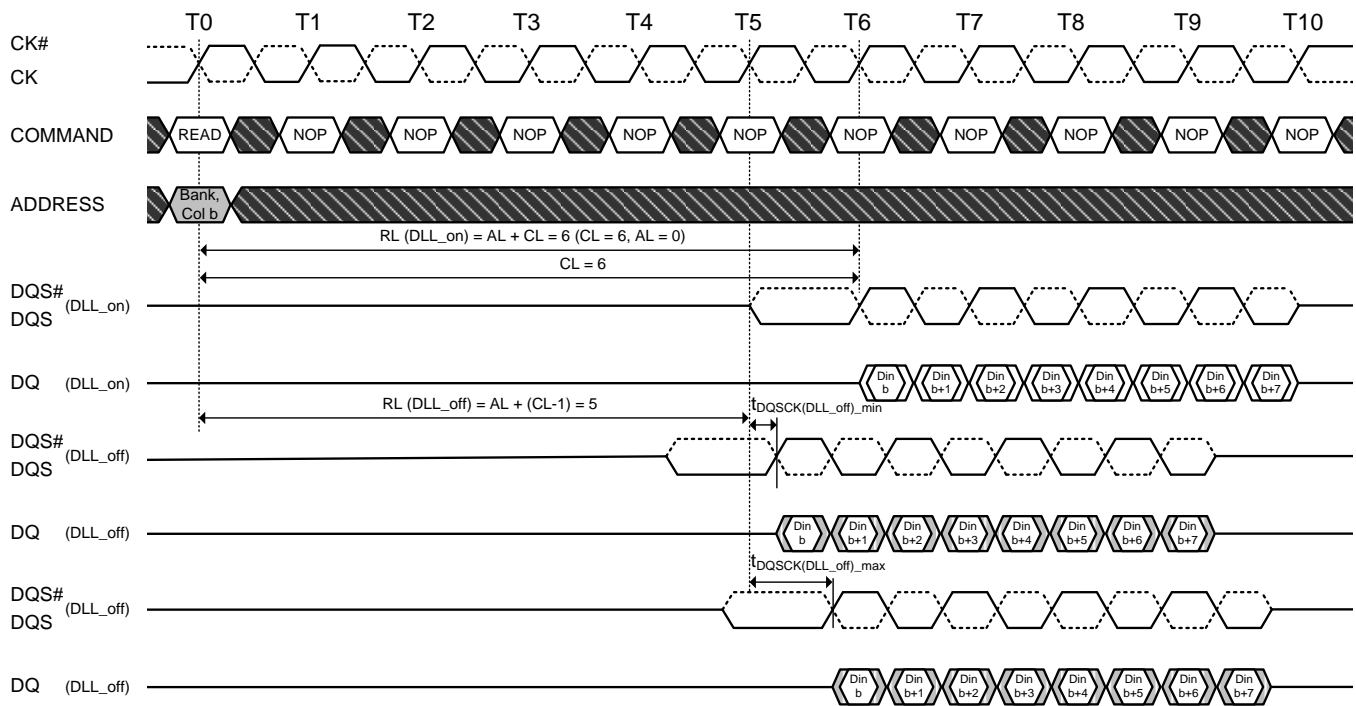 T0 T1 T2 T3 T4 T5 T6 T7 T8 T9 T10
CK#
CK
COMMAND READ NOP NOP NOP NOP NOP NOP NOP NOP NOP NOP
ADDRESS Bank,
Col b
RL (DLL_on) = AL + CL = 6 (CL = 6, AL = 0)
CL = 6
DQS# (DLL_on)
DQS
DQ (DLL_on) Din Din Din Din Din Din Din Din
b b+1 b+2 b+3 b+4 b+5 b+6 b+7
RL (DLL_off) = AL + (CL-1) = 5 tDQSCK(DLL_off)_min
DQS# (DLL_off)
DQS
DQ (DLL_off) Din Din Din Din Din Din Din Din
b b+1 b+2 b+3 b+4 b+5 b+6 b+7
tDQSCK(DLL_off)_max
DQS# (DLL_off)
DQS
DQ (DLL_off) Din Din Din Din Din Din Din Din
b b+1 b+2 b+3 b+4 b+5 b+6 b+7